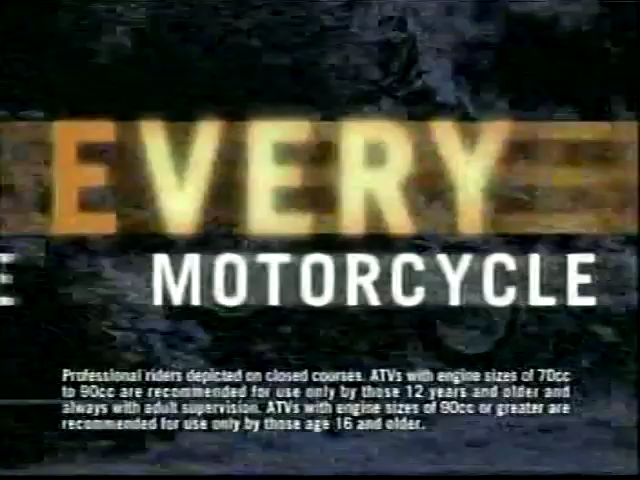 EVERY
E MOTORCYCLE
Professional riders depicted on closed courses. ATVs with engine sizes of 70cc
to 90cc are recommended for use only by those 12 years and older and
always with adult supervision. ATVs with engine sizes of 90cc or greater are
recommended for use only by those age 16 and older.